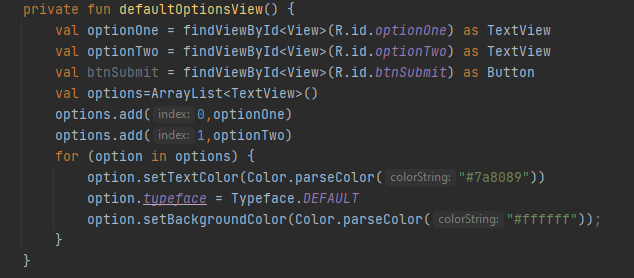 private fun defaultOptionsView() {
val optionOne = findViewById<View>(R.id.optionOne) as TextView
val optionTwo = findViewById<View>(R.id.optionTwo) as TextView
val btnSubmit = findViewById<View>(R.id.btnSubmit) as Button
val options=ArrayList<TextView>()
options.add( index: 0,optionOne)
options.add( index: 1,optionTwo)
for (option in options) {
option.setTextColor(Color.parseColor( colorString: "#7a8089"))
option.typeface = Typeface.DEFAULT
option.setBackgroundColor(Color.parseColor( colorString: "#ffffff"));
}
}